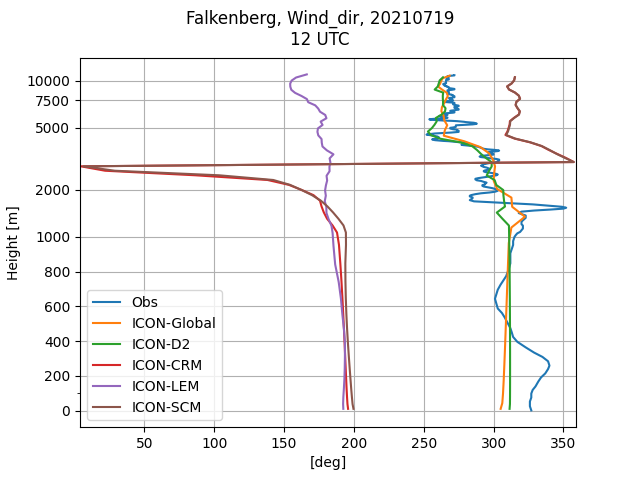 Falkenberg, Wind_dir, 20210719
12 UTC
10000
7500
5000
2000
1000
800
600
400
200
0
Height [m]
Obs
ICON-Global
ICON-D2
ICON-CRM
ICON-LEM
ICON-SCM
50
100
150
200
250
300
350
[deg]